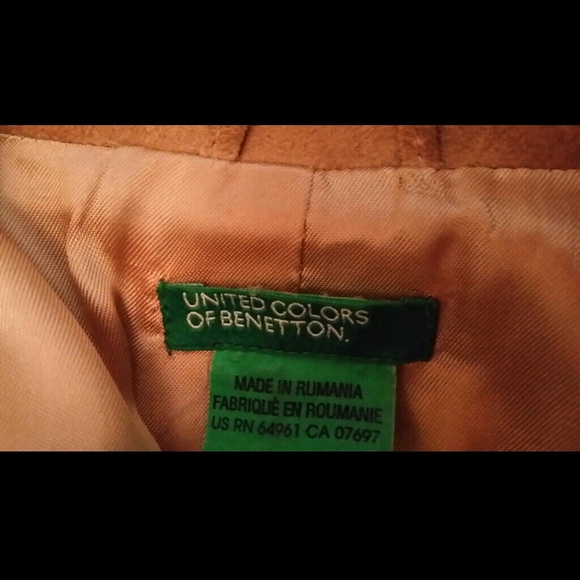 UNITED COLORS
OF BENETTON.
MADE IN RUMANIA
FABRIQUÈ EN ROUMANIE
US RN 64961 CA 07697